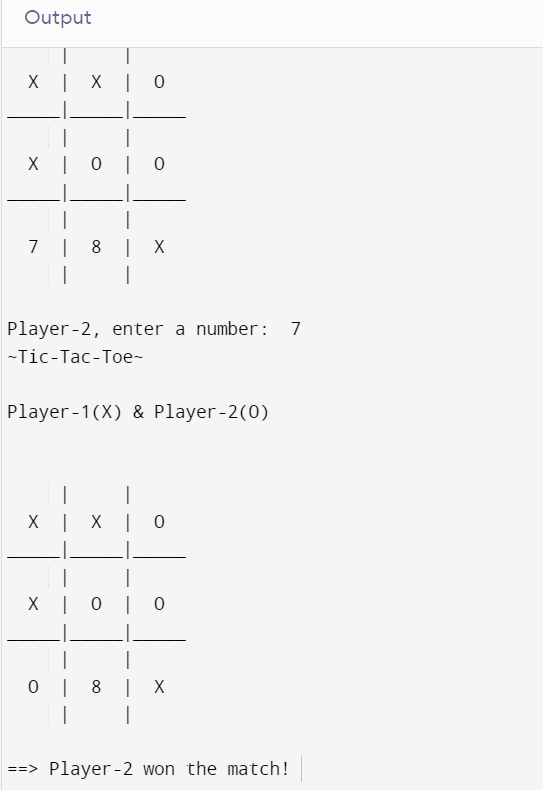 Output
     |     |
  X  |  X  |  O
_____|_____|_____
     |     |
  X  |  O  |  O
_____|_____|_____
     |     |
  7  |  8  |  X
     |     |
Player-2, enter a number:  7
~Tic-Tac-Toe~
Player-1(X) & Player-2(O)
     |     |
  X  |  X  |  O
_____|_____|_____
     |     |
  X  |  O  |  O
_____|_____|_____
     |     |
  O  |  8  |  X
     |     |
==> Player-2 won the match!